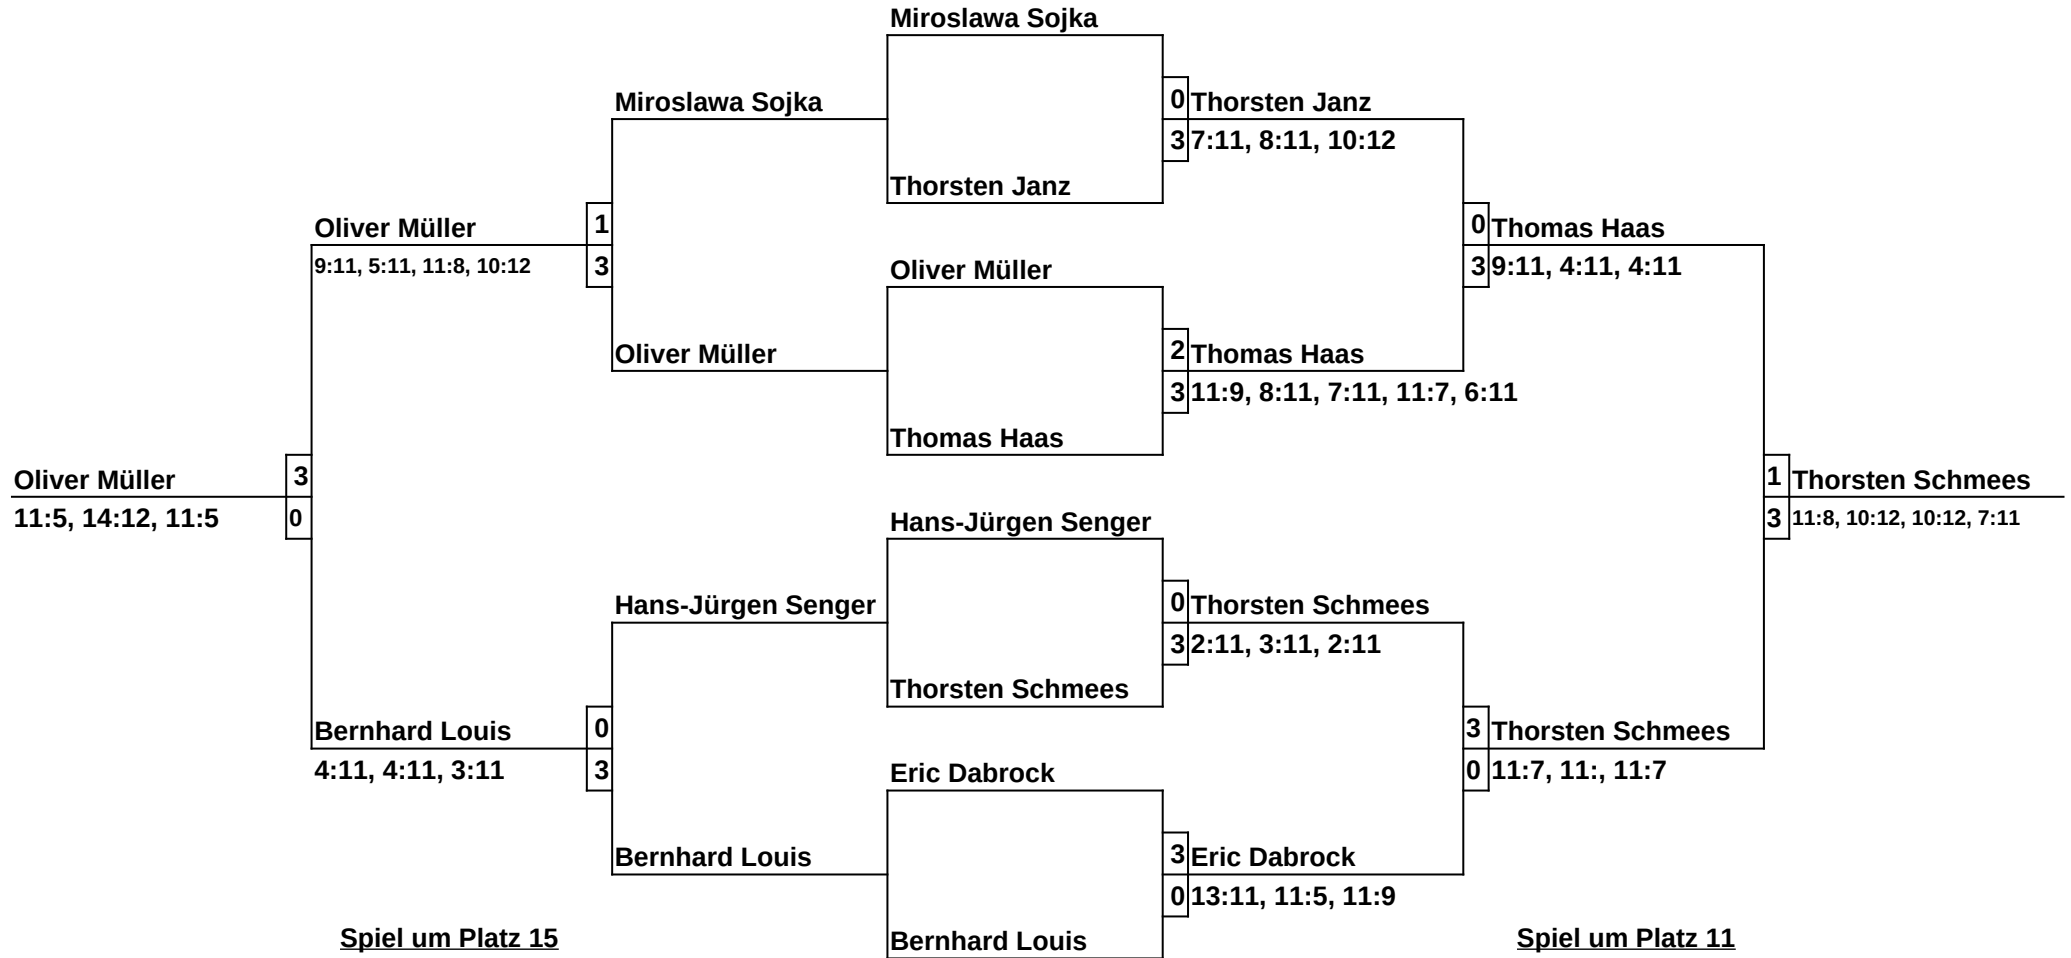 Miroslawa Sojka
Miroslawa Sojka
0 Thorsten Janz
3 7:11, 8:11, 10:12
Thorsten Janz
Oliver Müller 1
9:11, 5:11, 11:8, 10:12 3
0 Thomas Haas
3 9:11, 4:11, 4:11
Oliver Müller
Oliver Müller
2 Thomas Haas
3 11:9, 8:11, 7:11, 11:7, 6:11
Thomas Haas
Oliver Müller 3
11:5, 14:12, 11:5 0
1 Thorsten Schmees
3 11:8, 10:12, 10:12, 7:11
Hans-Jürgen Senger
Hans-Jürgen Senger
0 Thorsten Schmees
3 2:11, 3:11, 2:11
Thorsten Schmees
Bernhard Louis 0
4:11, 4:11, 3:11 3
3 Thorsten Schmees
0 11:7, 11:, 11:7
Eric Dabrock
Bernhard Louis
3 Eric Dabrock
0 13:11, 11:5, 11:9
Bernhard Louis
Spiel um Platz 15
Spiel um Platz 11